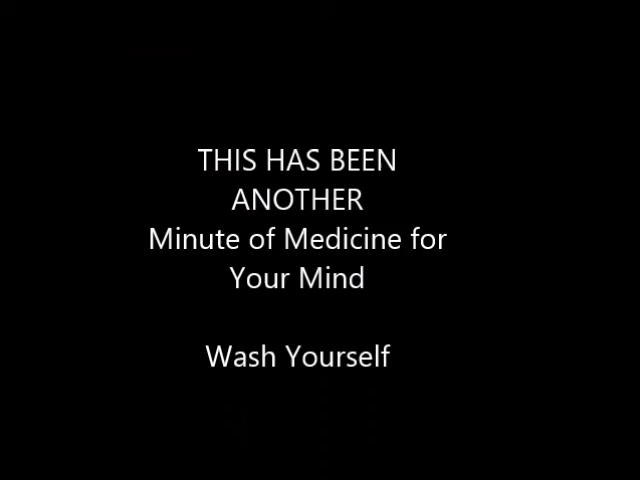 THIS HAS BEEN
ANOTHER
Minute of Medicine for
Your Mind
Wash Yourself